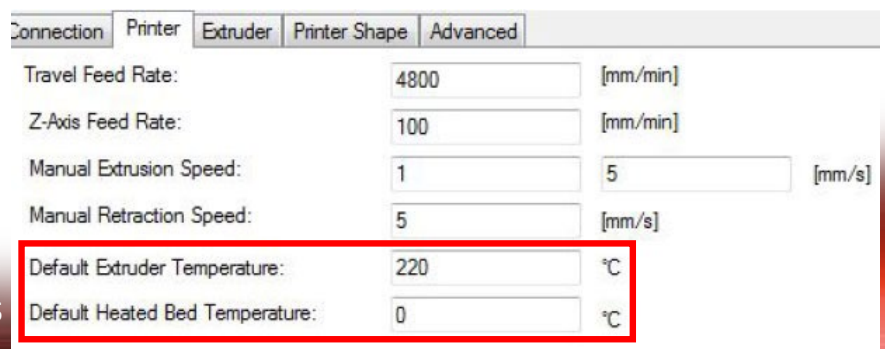 Connection Printer Extruder Printer Shape Advanced
Travel Feed Rate: 4800 [mm/min]
Z-Axis Feed Rate: 100 [mm/min]
Manual Extrusion Speed: 1 5 [mm/s]
Manual Retraction Speed: 5 [mm/s]
Default Extruder Temperature: 220 °C
Default Heated Bed Temperature: 0 °C